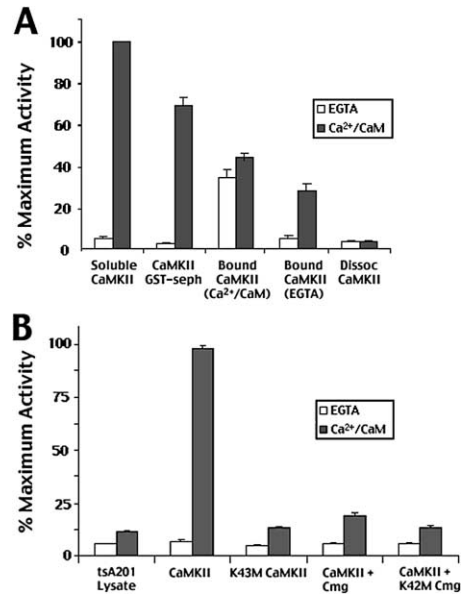 A
% Maximum Activity
100
80
60
40
20
0
EGTA
Ca²⁺/CaM
Soluble
CaMKII
CaMKII
GST-seph
Bound
CaMKII
(Ca²⁺/CaM)
Bound
CaMKII
(EGTA)
Dissoc
CaMKII
B
% Maximum Activity
100
75
50
25
0
EGTA
Ca²⁺/CaM
tsA201
Lysate
CaMKII
K43M CaMKII
CaMKII +
Cmg
CaMKII +
K42M Cmg